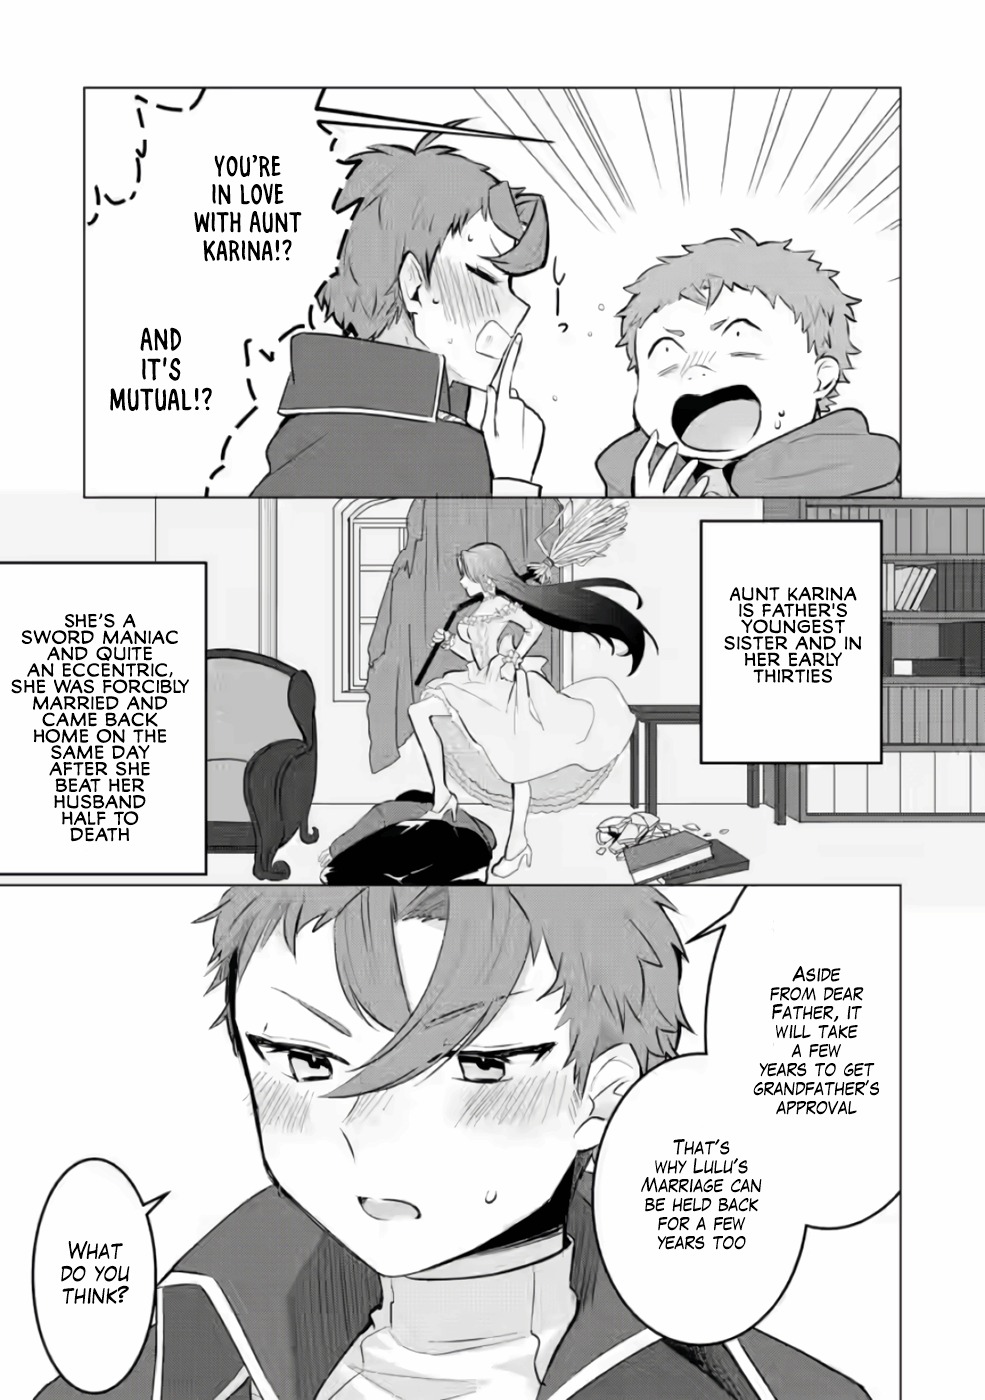 YOU'RE
IN LOVE
WITH AUNT
KARINA!?
AND
IT'S
MUTUAL!?
AUNT KARINA
IS FATHER'S
YOUNGEST
SISTER AND IN
HER EARLY
THIRTIES
SHE'S A
SWORD MANIAC
AND QUITE
AN ECCENTRIC,
SHE WAS FORCIBLY
MARRIED AND
CAME BACK
HOME ON THE
SAME DAY
AFTER SHE
BEAT HER
HUSBAND
HALF TO
DEATH
ASIDE
FROM DEAR
FATHER, IT
WILL TAKE
A FEW
YEARS TO GET
GRANDFATHER'S
APPROVAL
THAT'S
WHY LULU'S
MARRIAGE CAN
BE HELD BACK
FOR A FEW
YEARS TOO
WHAT
DO YOU
THINK?